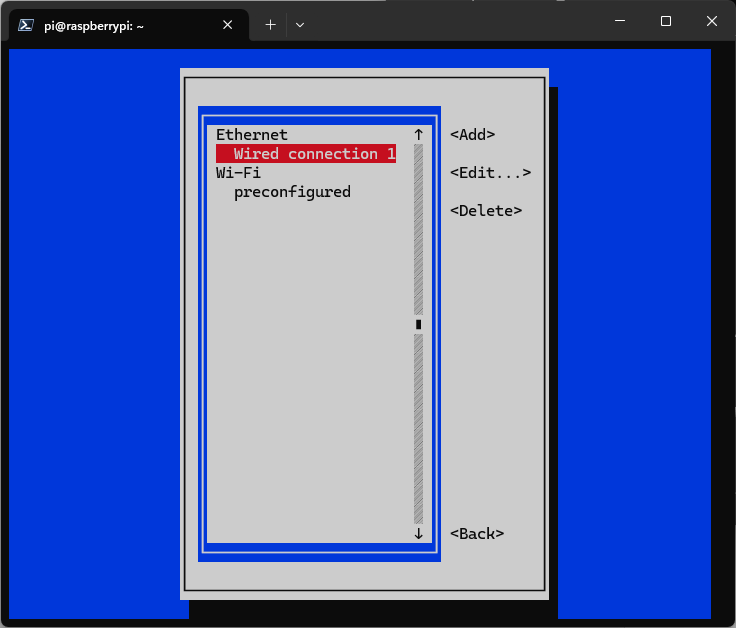 pi@raspberrypi: ~
Ethernet
Wired connection 1
Wi-Fi
preconfigured
<Add>
<Edit...>
<Delete>
<Back>